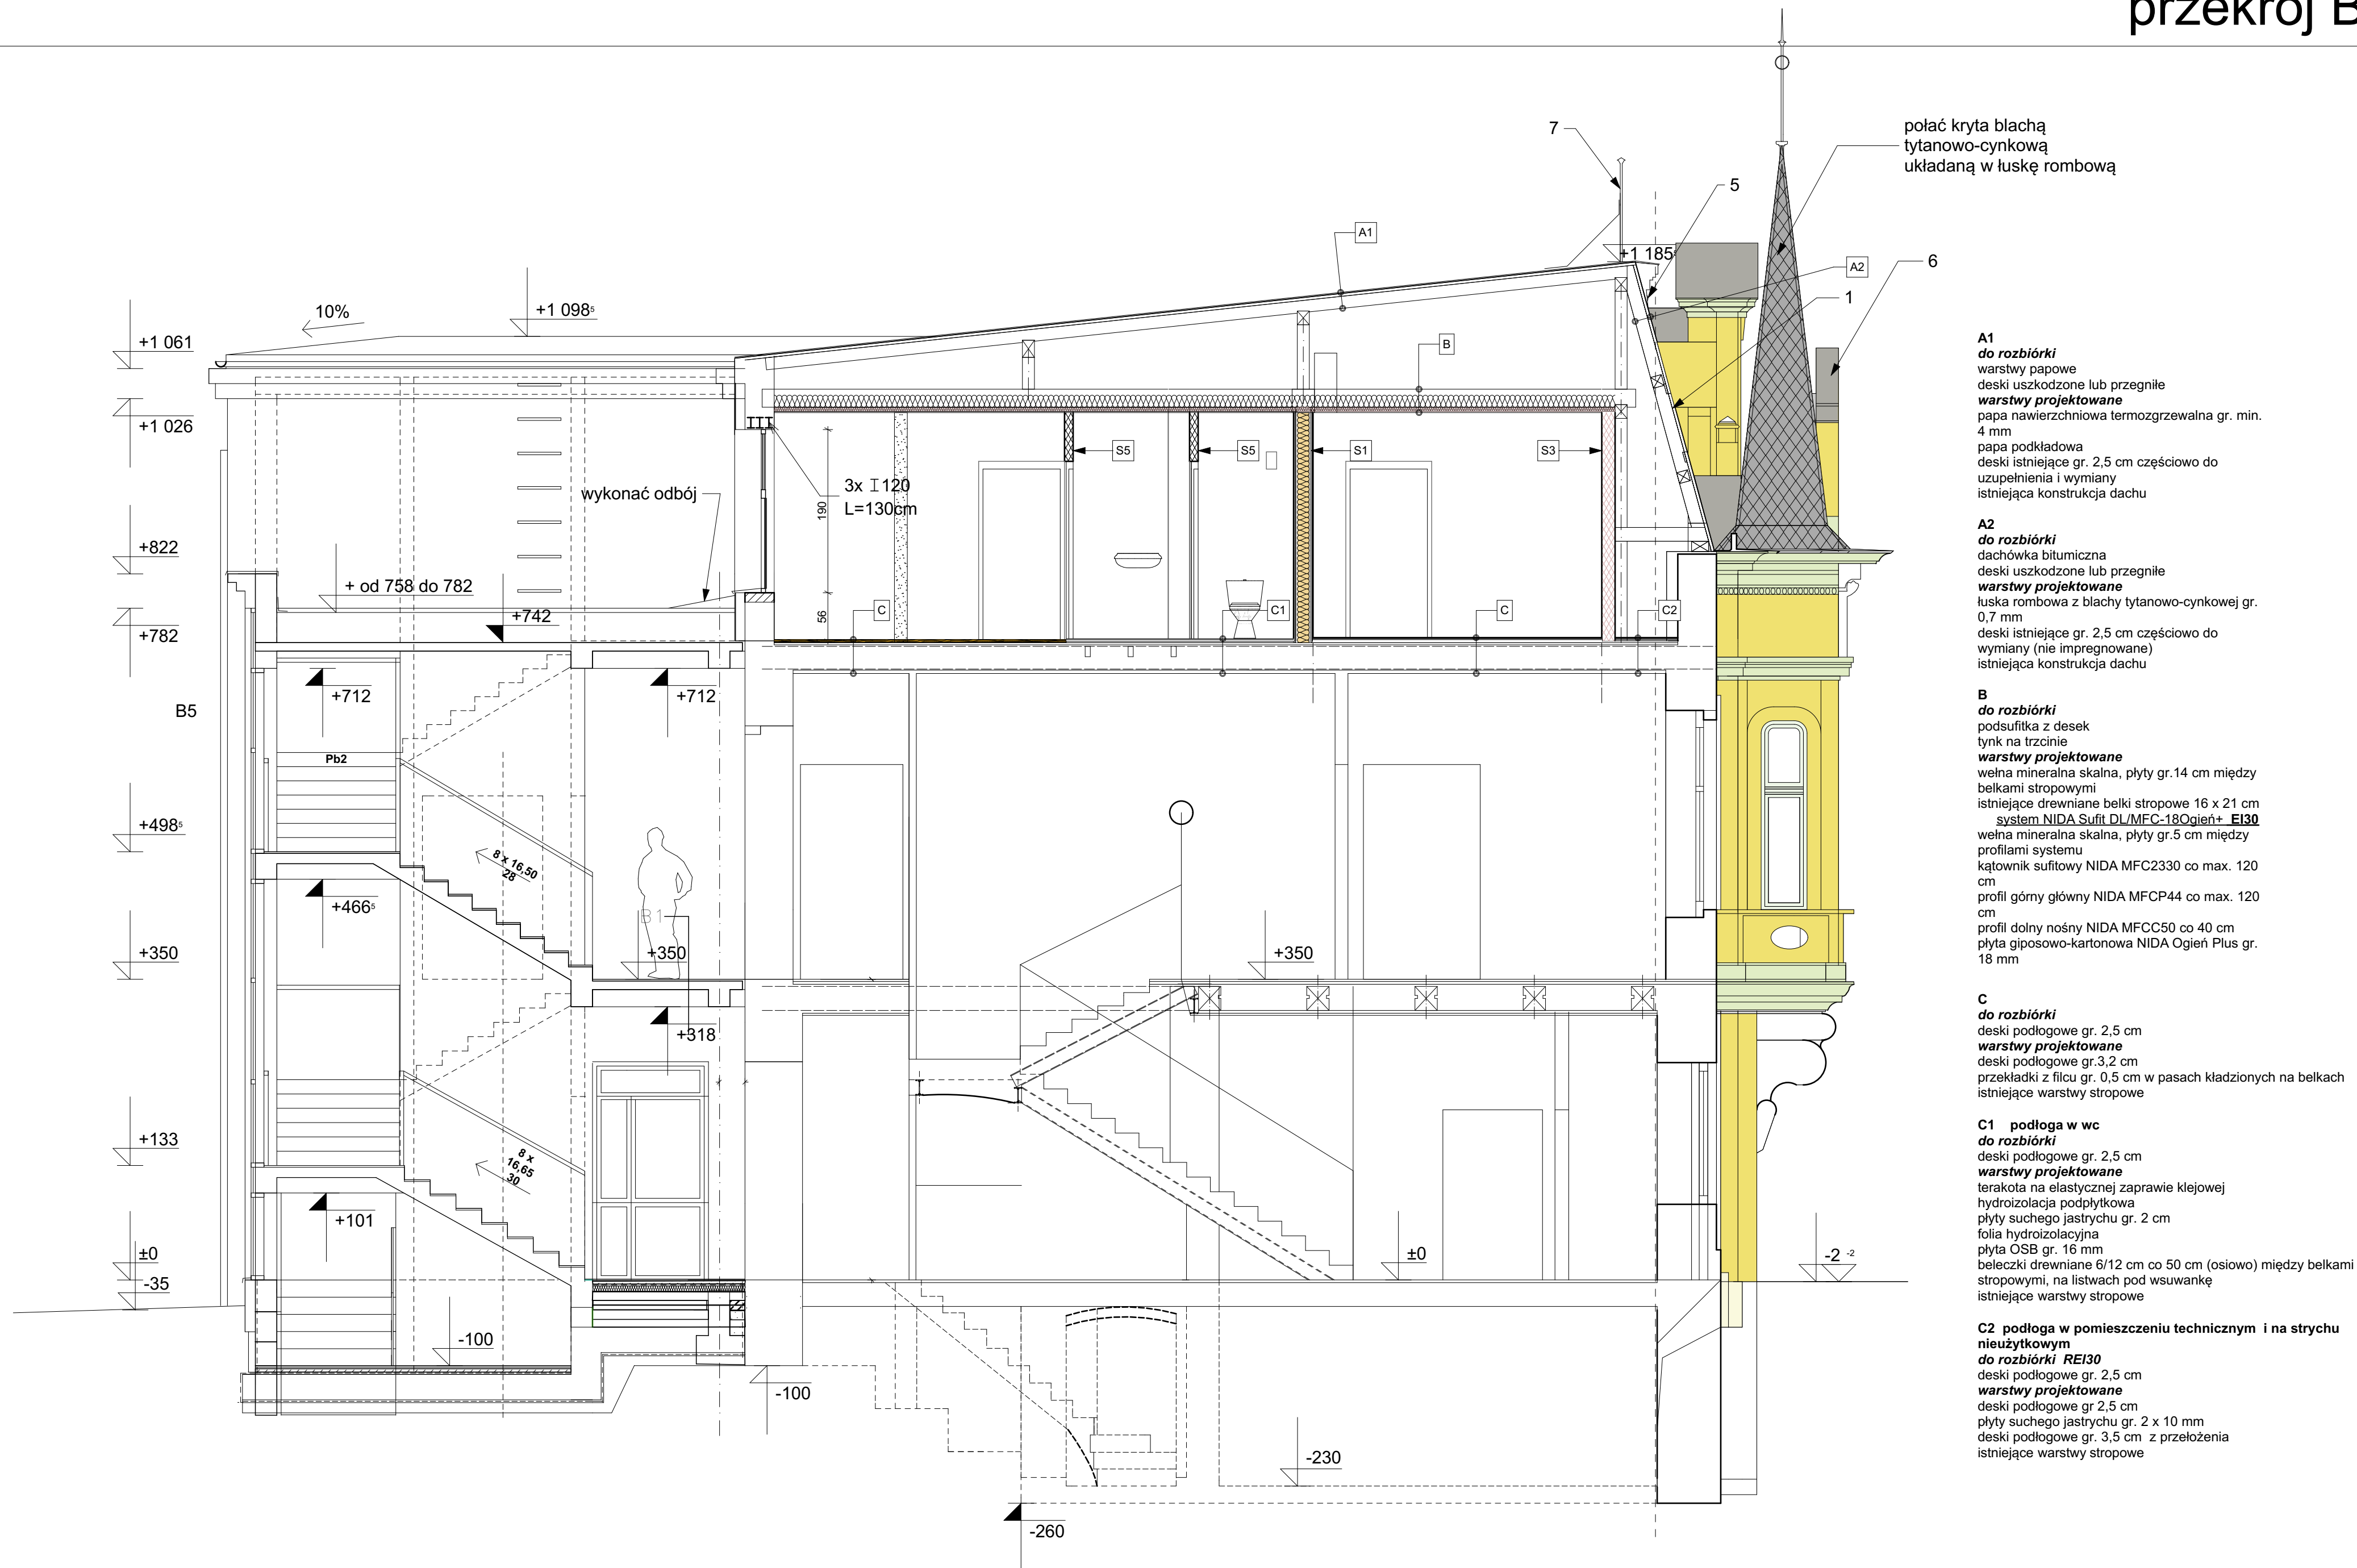 przekrój B
połać kryta blachą
tytanowo-cynkową
układaną w łuskę rombową
7
5
A1
+1 185
A2
6
1
10%
+1 098⁵
+1 061
B
+1 026
S5
S5
S1
S3
3x I 120
L=130cm
190
wykonać odbój
+822
+ od 758 do 782
+742
56
C
C1
C
C2
+782
+712
+712
B5
Pb2
+498⁵
8 x 16,50
28
+466⁵
B1
+350
+350
+350
+318
+133
8 x
16,65
30
+101
±0
±0
-2 -2
-35
-100
-100
-230
-260
A1
do rozbiórki
warstwy papowe
deski uszkodzone lub przegniłe
warstwy projektowane
papa nawierzchniowa termozgrzewalna gr. min.
4 mm
papa podkładowa
deski istniejące gr. 2,5 cm częściowo do
uzupełnienia i wymiany
istniejąca konstrukcja dachu
A2
do rozbiórki
dachówka bitumiczna
deski uszkodzone lub przegniłe
warstwy projektowane
łuska rombowa z blachy tytanowo-cynkowej gr.
0,7 mm
deski istniejące gr. 2,5 cm częściowo do
wymiany (nie impregnowane)
istniejąca konstrukcja dachu
B
do rozbiórki
podsufitka z desek
tynk na trzcinie
warstwy projektowane
wełna mineralna skalna, płyty gr.14 cm między
belkami stropowymi
istniejące drewniane belki stropowe 16 x 21 cm
system NIDA Sufit DL/MFC-18Ogień+ EI30
wełna mineralna skalna, płyty gr.5 cm między
profilami systemu
kątownik sufitowy NIDA MFC2330 co max. 120
cm
profil górny główny NIDA MFCP44 co max. 120
cm
profil dolny nośny NIDA MFCC50 co 40 cm
płyta giposowo-kartonowa NIDA Ogień Plus gr.
18 mm
C
do rozbiórki
deski podłogowe gr. 2,5 cm
warstwy projektowane
deski podłogowe gr.3,2 cm
przekładki z filcu gr. 0,5 cm w pasach kładzionych na belkach
istniejące warstwy stropowe
C1 podłoga w wc
do rozbiórki
deski podłogowe gr. 2,5 cm
warstwy projektowane
terakota na elastycznej zaprawie klejowej
hydroizolacja podpłytkowa
płyty suchego jastrychu gr. 2 cm
folia hydroizolacyjna
płyta OSB gr. 16 mm
beleczki drewniane 6/12 cm co 50 cm (osiowo) między belkami
stropowymi, na listwach pod wsuwankę
istniejące warstwy stropowe
C2 podłoga w pomieszczeniu technicznym i na strychu
nieużytkowym
do rozbiórki REI30
deski podłogowe gr. 2,5 cm
warstwy projektowane
deski podłogowe gr 2,5 cm
płyty suchego jastrychu gr. 2 x 10 mm
deski podłogowe gr. 3,5 cm z przełożenia
istniejące warstwy stropowe